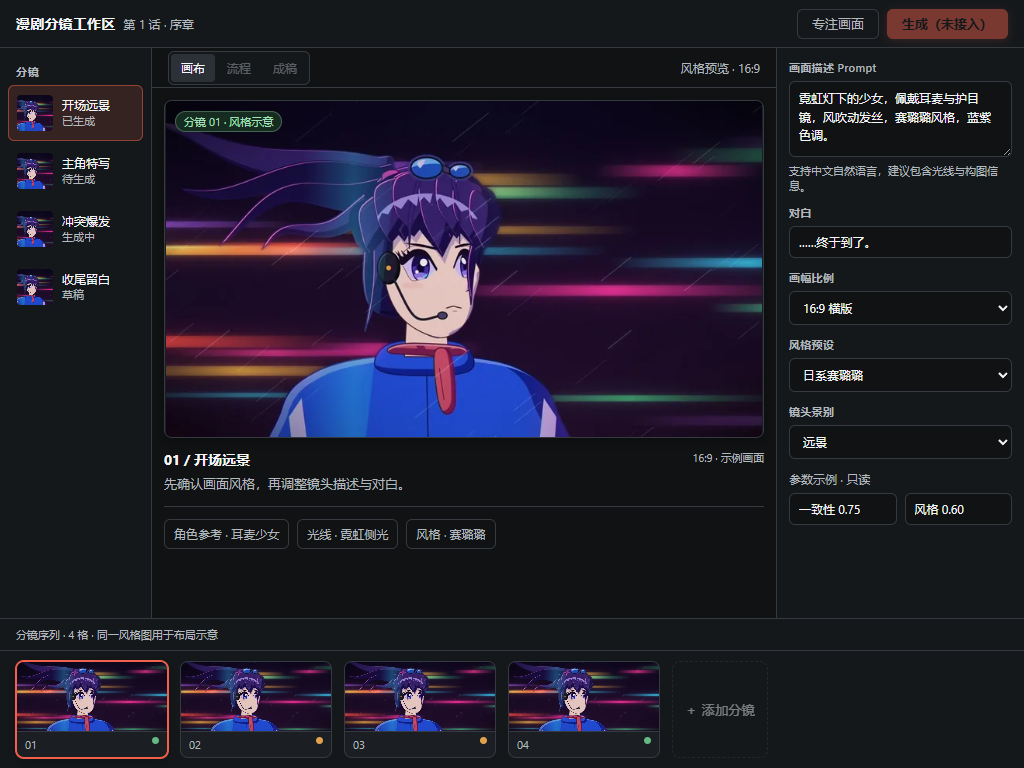 漫剧分镜工作区 第 1 话 · 序章
专注画面
生成（未接入）
分镜
开场远景
已生成
主角特写
待生成
冲突爆发
生成中
收尾留白
草稿
画布 流程 成稿
风格预览 · 16:9
分镜 01 · 风格示意
01 / 开场远景
16:9 · 示例画面
先确认画面风格，再调整镜头描述与对白。
角色参考 · 耳麦少女
光线 · 霓虹侧光
风格 · 赛璐璐
画面描述 Prompt
霓虹灯下的少女，佩戴耳麦与护目
镜，风吹动发丝，赛璐璐风格，蓝紫
色调。
支持中文自然语言，建议包含光线与构图信
息。
对白
……终于到了。
画幅比例
16:9 横版
风格预设
日系赛璐璐
镜头景别
远景
参数示例 · 只读
一致性 0.75
风格 0.60
分镜序列 · 4 格 · 同一风格图用于布局示意
01
02
03
04
+ 添加分镜